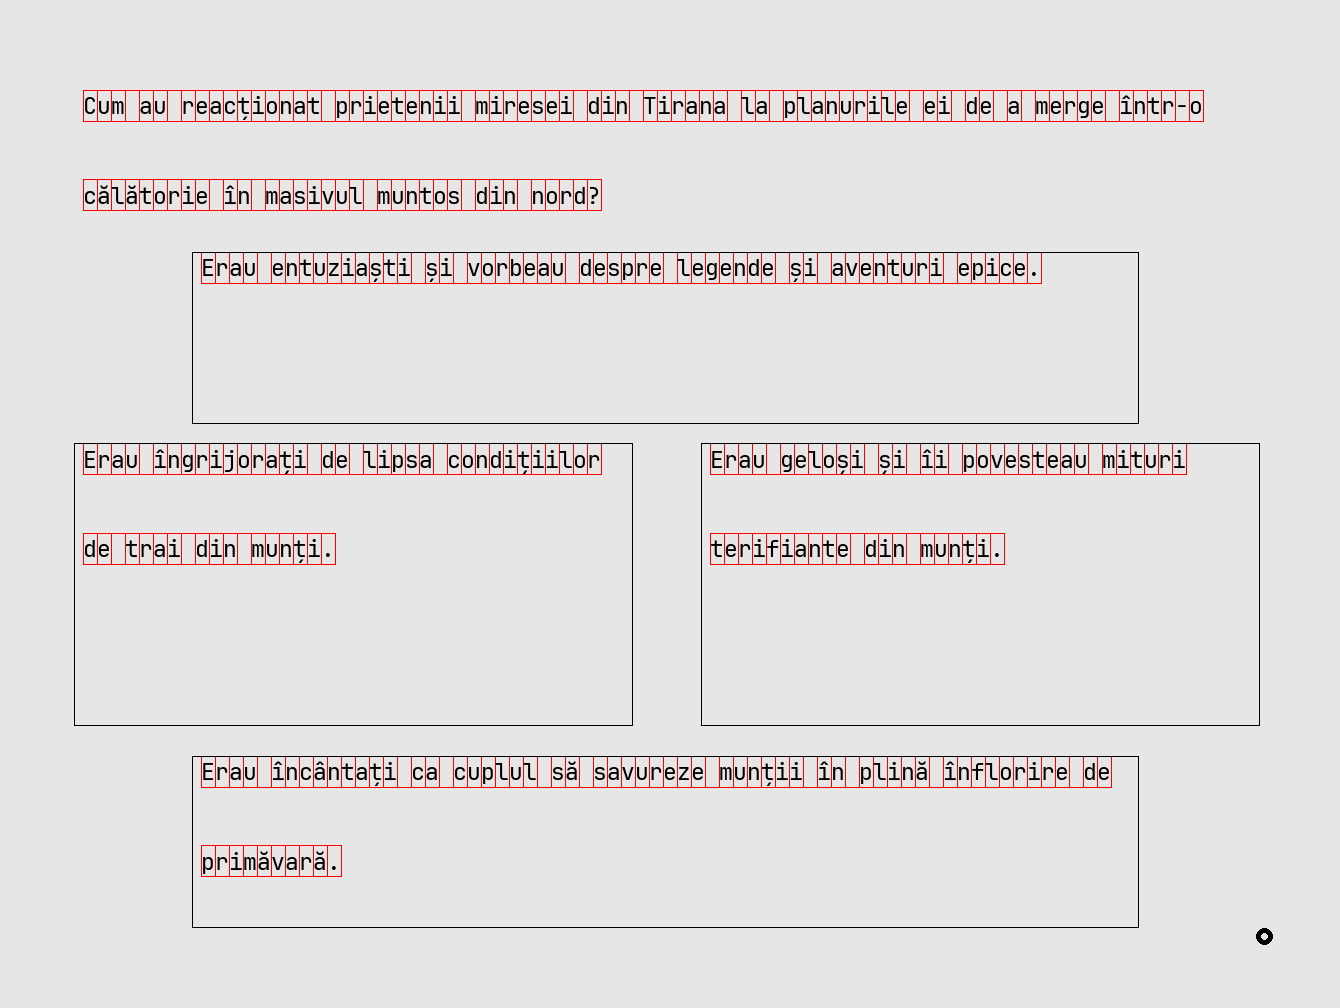 Cum au reacționat prietenii miresei din Tirana la planurile ei de a merge într-o
călătorie în masivul muntos din nord?
Erau entuziaști și vorbeau despre legende și aventuri epice.
Erau îngrijorați de lipsa condițiilor
de trai din munți.
Erau geloși și îi povesteau mituri
terifiante din munți.
Erau încântați ca cuplul să savureze munții în plină înflorire de
primăvară.